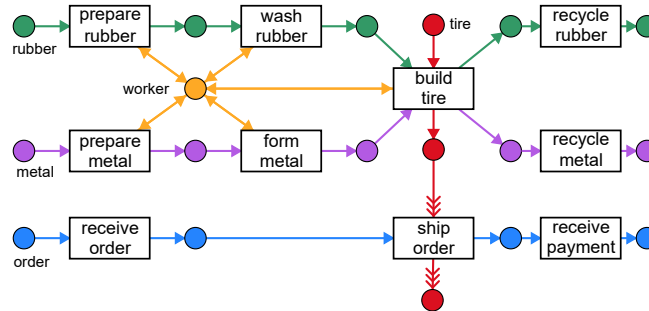 prepare
rubber
wash
rubber
tire
recycle
rubber
rubber
worker
build
tire
prepare
metal
form
metal
recycle
metal
metal
receive
order
ship
order
receive
payment
order